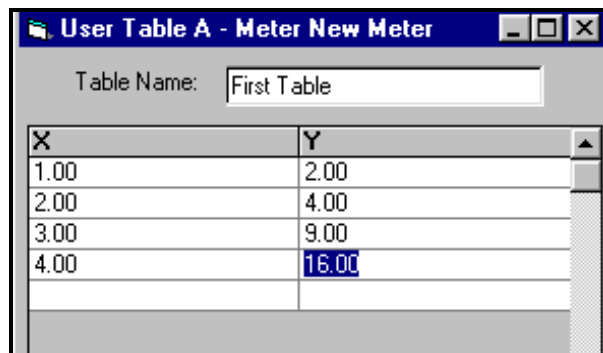 User Table A - Meter New Meter
Table Name: First Table
X Y
1.00 2.00
2.00 4.00
3.00 9.00
4.00 16.00